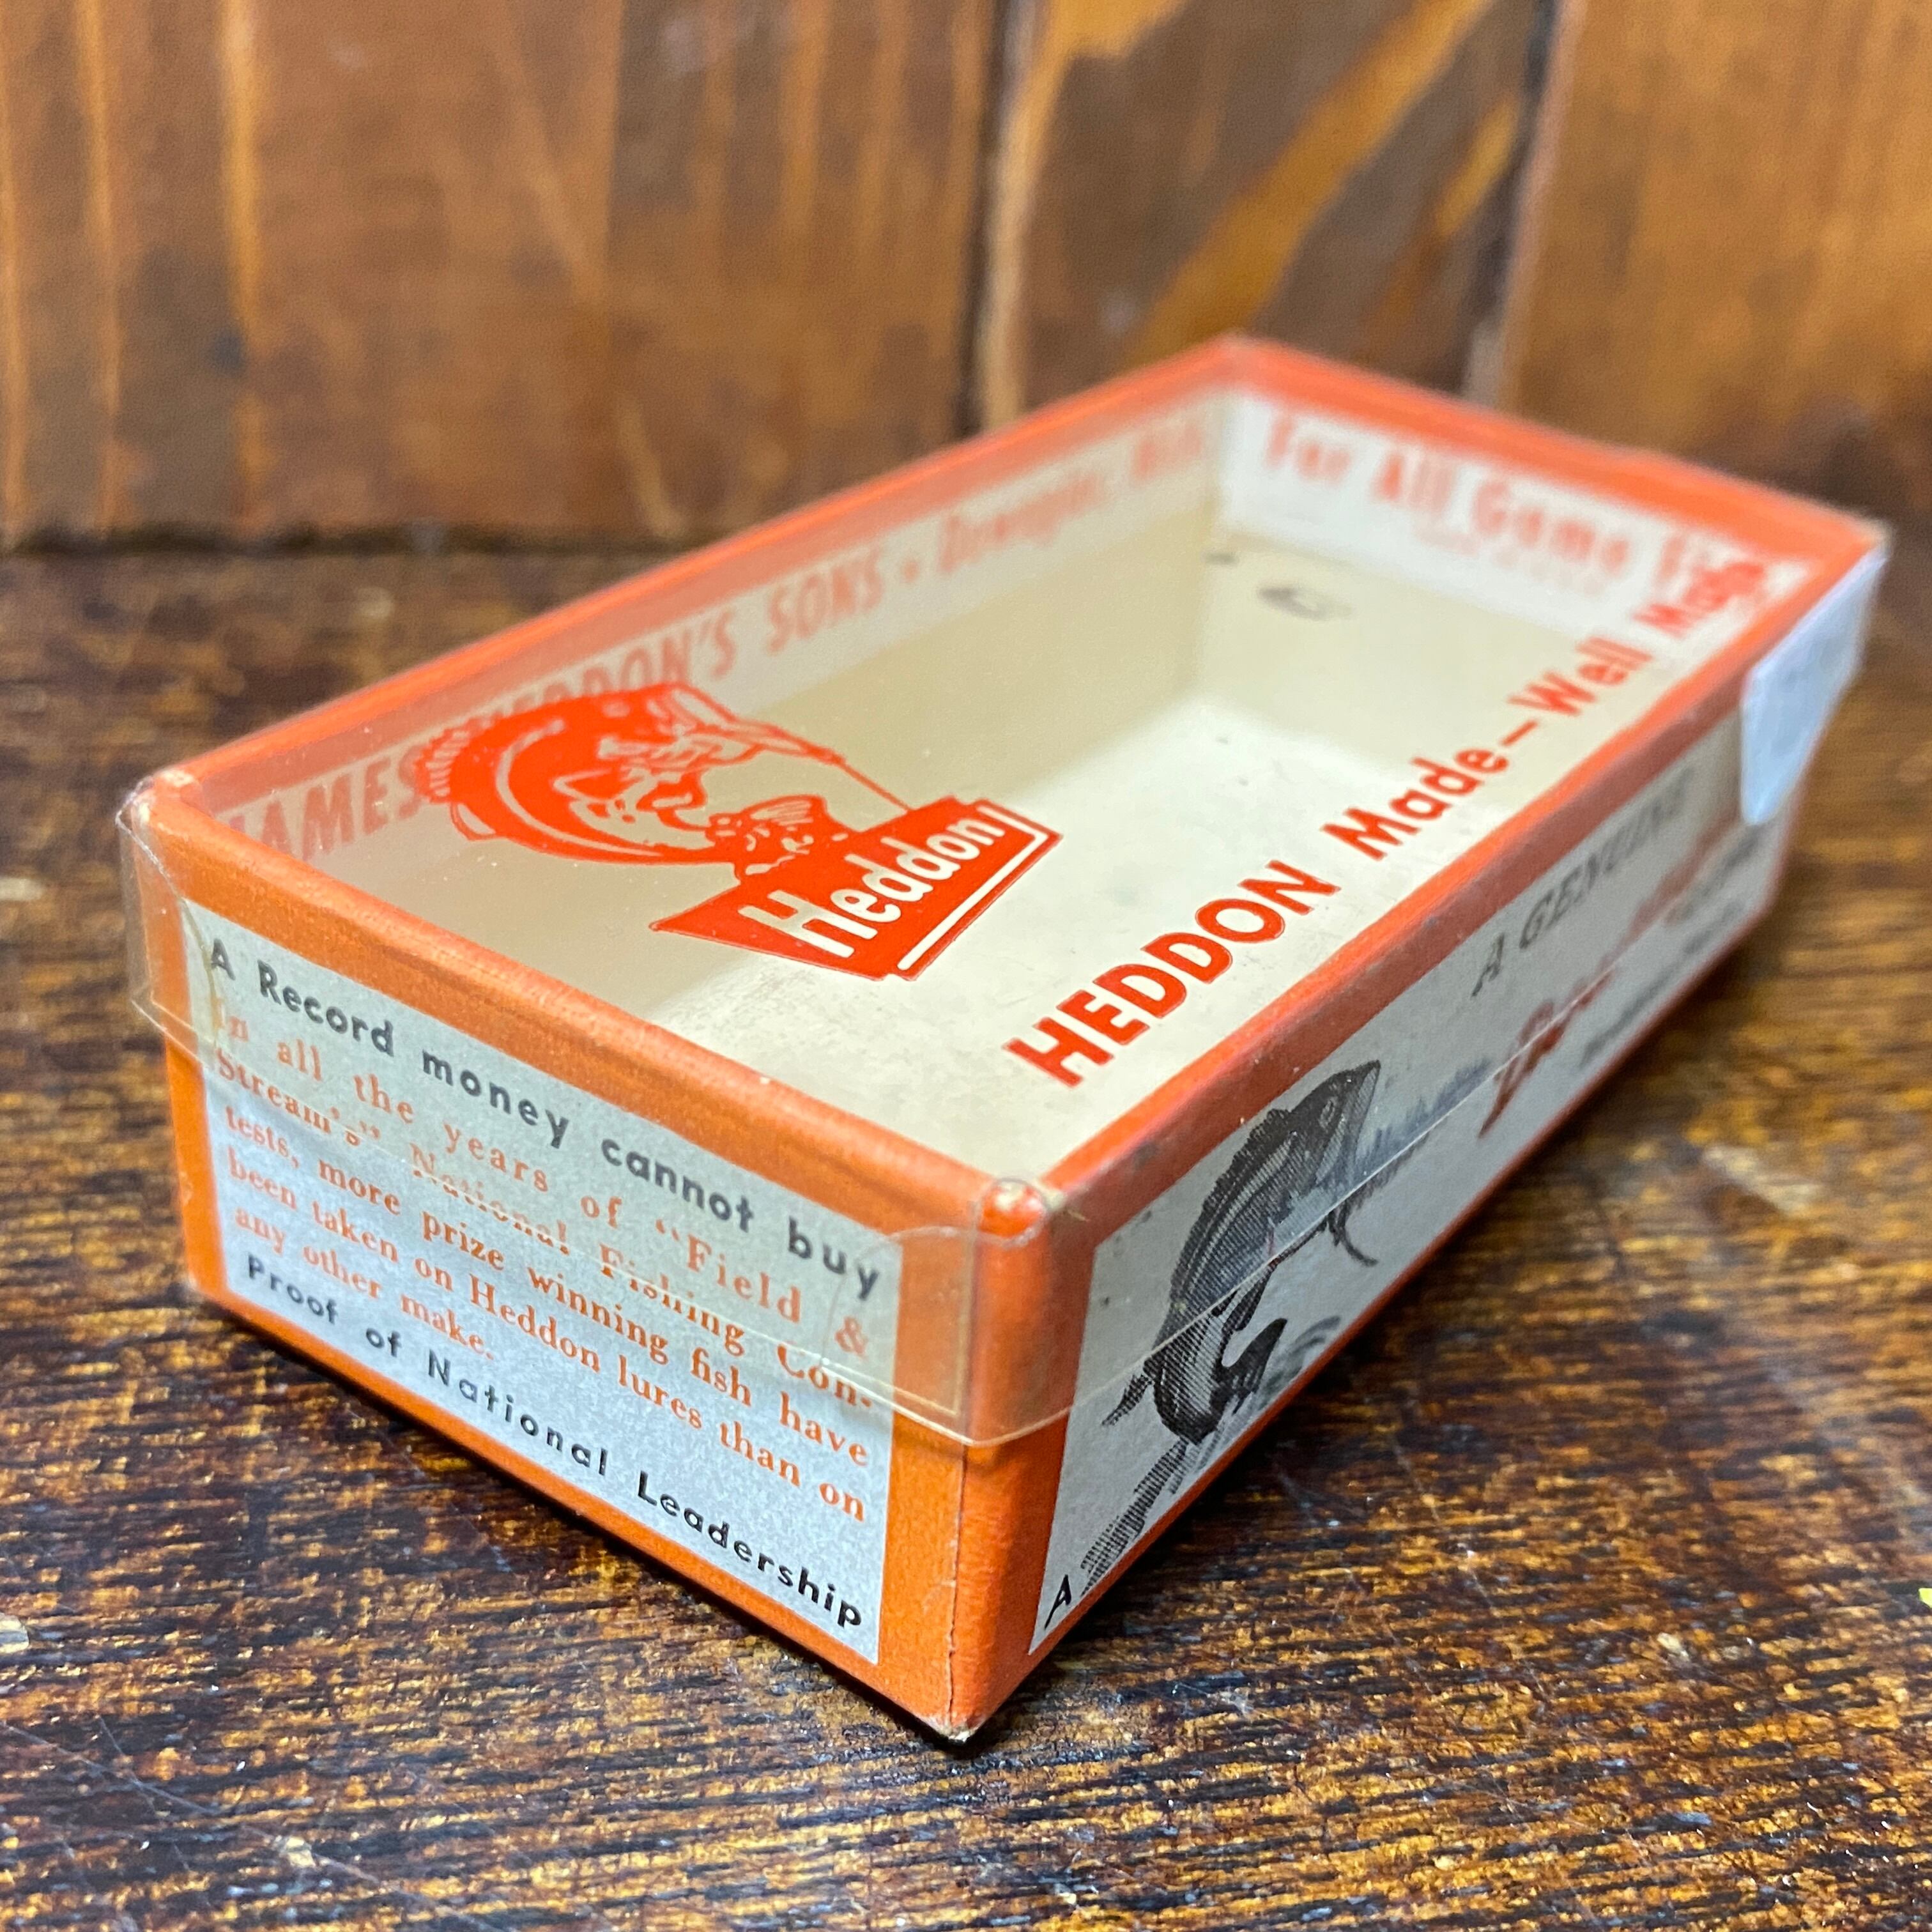 JAMES HEDDON'S SONS • Dowagiac, Mich.
For All Game Fish
Heddon
HEDDON Made—Well Made
A Record money cannot buy
In all the years of “Field &
Stream's” National Fishing Con-
tests, more prize winning fish have
been taken on Heddon lures than on
any other make.
Proof of National Leadership
A GENUINE
A